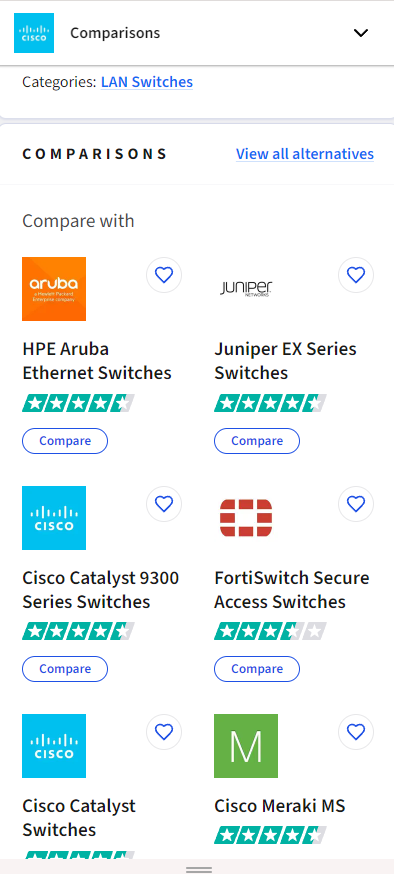 CISCO
Comparisons
Categories: LAN Switches
COMPARISONS
View all alternatives
Compare with
aruba
a Hewlett Packard
Enterprise company
JUNIPER
NETWORKS
HPE Aruba
Ethernet Switches
Juniper EX Series
Switches
Compare
Compare
CISCO
Cisco Catalyst 9300
Series Switches
FortiSwitch Secure
Access Switches
Compare
Compare
CISCO
M
Cisco Catalyst
Switches
Cisco Meraki MS